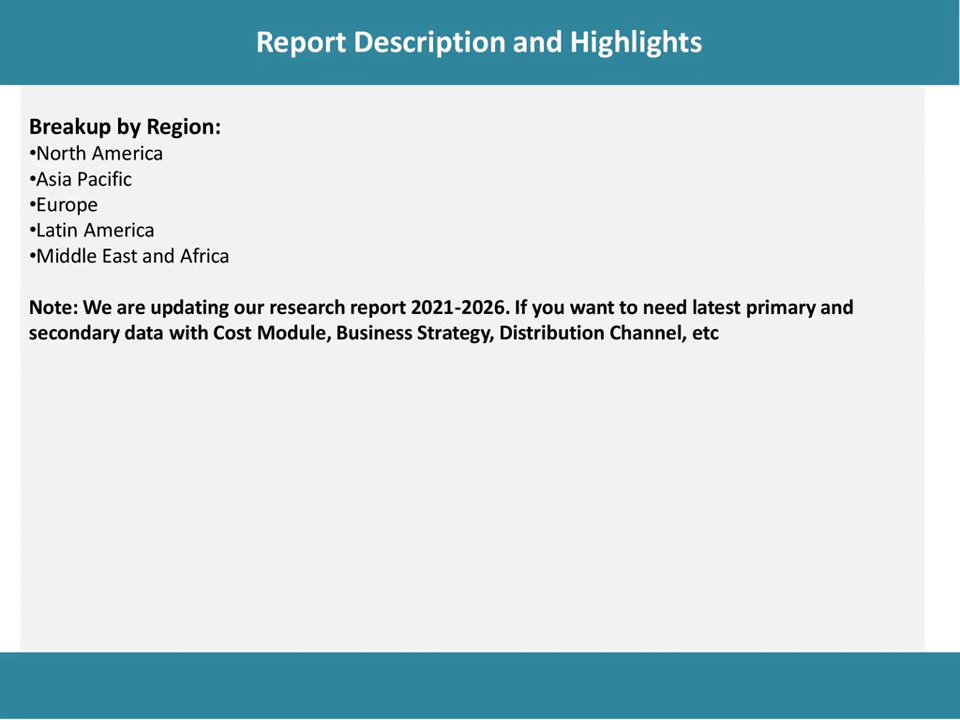 Report Description and Highlights
Breakup by Region:
•North America
•Asia Pacific
•Europe
•Latin America
•Middle East and Africa
Note: We are updating our research report 2021-2026. If you want to need latest primary and
secondary data with Cost Module, Business Strategy, Distribution Channel, etc